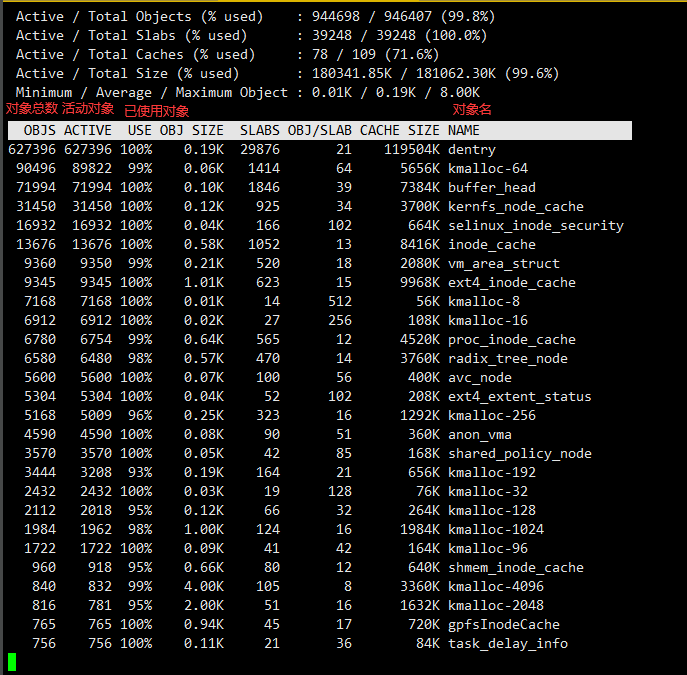 Active / Total Objects (% used)    : 944698 / 946407 (99.8%)
Active / Total Slabs (% used)      : 39248 / 39248 (100.0%)
Active / Total Caches (% used)     : 78 / 109 (71.6%)
Active / Total Size (% used)       : 180341.85K / 181062.30K (99.6%)
Minimum / Average / Maximum Object : 0.01K / 0.19K / 8.00K
对象总数 活动对象 已使用对象 对象名
OBJS ACTIVE USE OBJ SIZE SLABS OBJ/SLAB CACHE SIZE NAME
627396 627396 100% 0.19K 29876 21 119504K dentry
90496 89822 99% 0.06K 1414 64 5656K kmalloc-64
71994 71994 100% 0.10K 1846 39 7384K buffer_head
31450 31450 100% 0.12K 925 34 3700K kernfs_node_cache
16932 16932 100% 0.04K 166 102 664K selinux_inode_security
13676 13676 100% 0.58K 1052 13 8416K inode_cache
9360 9350 99% 0.21K 520 18 2080K vm_area_struct
9345 9345 100% 1.01K 623 15 9968K ext4_inode_cache
7168 7168 100% 0.01K 14 512 56K kmalloc-8
6912 6912 100% 0.02K 27 256 108K kmalloc-16
6780 6754 99% 0.64K 565 12 4520K proc_inode_cache
6580 6480 98% 0.57K 470 14 3760K radix_tree_node
5600 5600 100% 0.07K 100 56 400K avc_node
5304 5304 100% 0.04K 52 102 208K ext4_extent_status
5168 5009 96% 0.25K 323 16 1292K kmalloc-256
4590 4590 100% 0.08K 90 51 360K anon_vma
3570 3570 100% 0.05K 42 85 168K shared_policy_node
3444 3208 93% 0.19K 164 21 656K kmalloc-192
2432 2432 100% 0.03K 19 128 76K kmalloc-32
2112 2018 95% 0.12K 66 32 264K kmalloc-128
1984 1962 98% 1.00K 124 16 1984K kmalloc-1024
1722 1722 100% 0.09K 41 42 164K kmalloc-96
960 918 95% 0.66K 80 12 640K shmem_inode_cache
840 832 99% 4.00K 105 8 3360K kmalloc-4096
816 781 95% 2.00K 51 16 1632K kmalloc-2048
765 765 100% 0.94K 45 17 720K gpfsInodeCache
756 756 100% 0.11K 21 36 84K task_delay_info